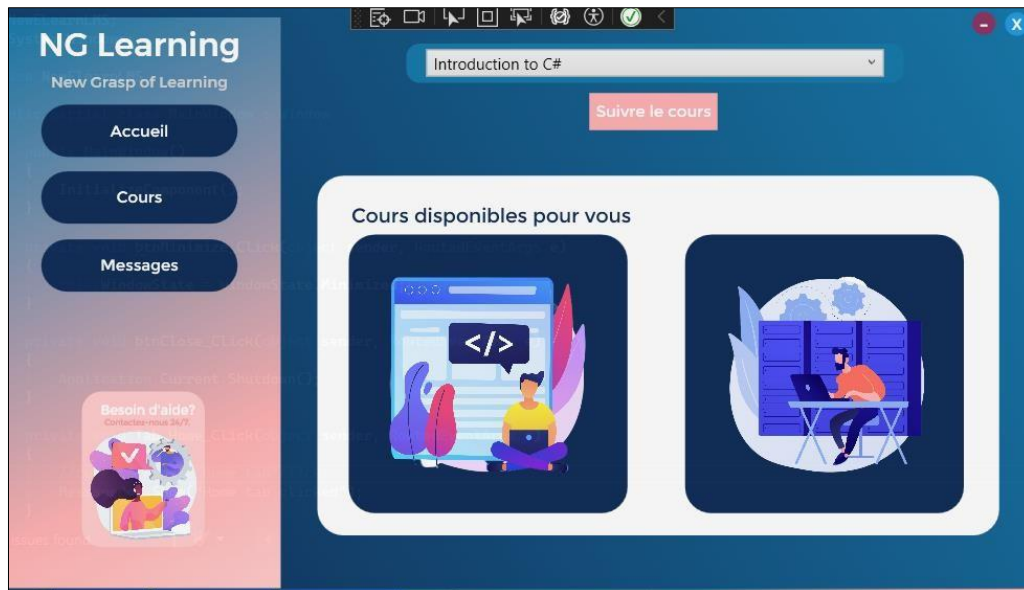 NG Learning
New Grasp of Learning
Accueil
Cours
Messages
Besoin d'aide?
Contactez-nous 24/7.
Introduction to C#
Suivre le cours
Cours disponibles pour vous
</>
X